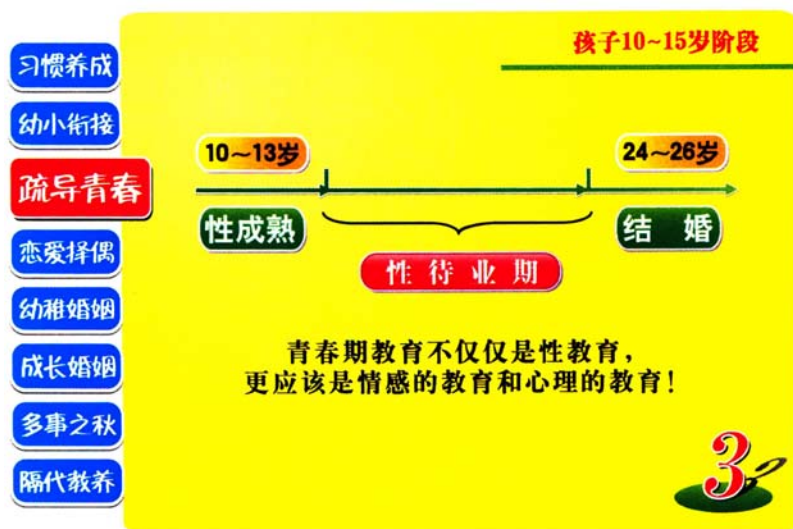 孩子10~15岁阶段
习惯养成
幼小衔接
疏导青春
恋爱择偶
幼稚婚姻
成长婚姻
多事之秋
隔代教养
10～13岁
24～26岁
性成熟
结 婚
性待业期
青春期教育不仅仅是性教育，
更应该是情感的教育和心理的教育！
3